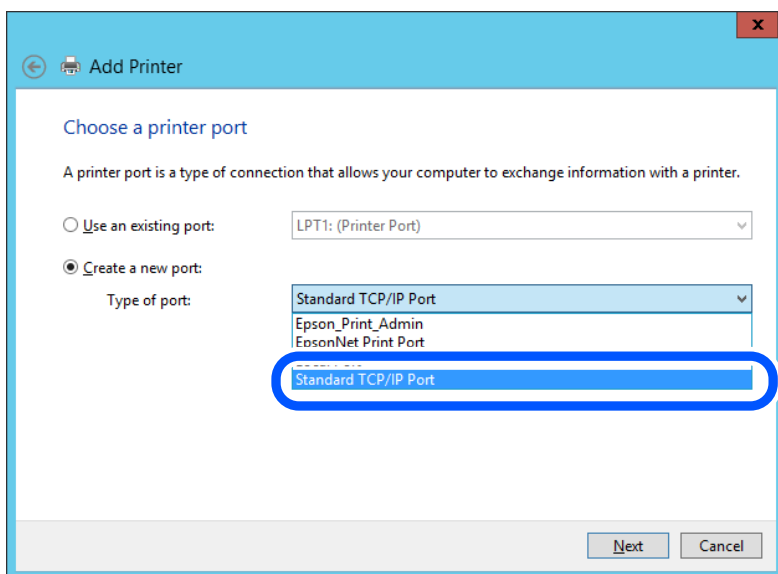 x
Add Printer
Choose a printer port
A printer port is a type of connection that allows your computer to exchange information with a printer.
Use an existing port: LPT1: (Printer Port)
Create a new port:
Type of port: Standard TCP/IP Port
Epson_Print_Admin
EpsonNet Print Port
Standard TCP/IP Port
Next Cancel